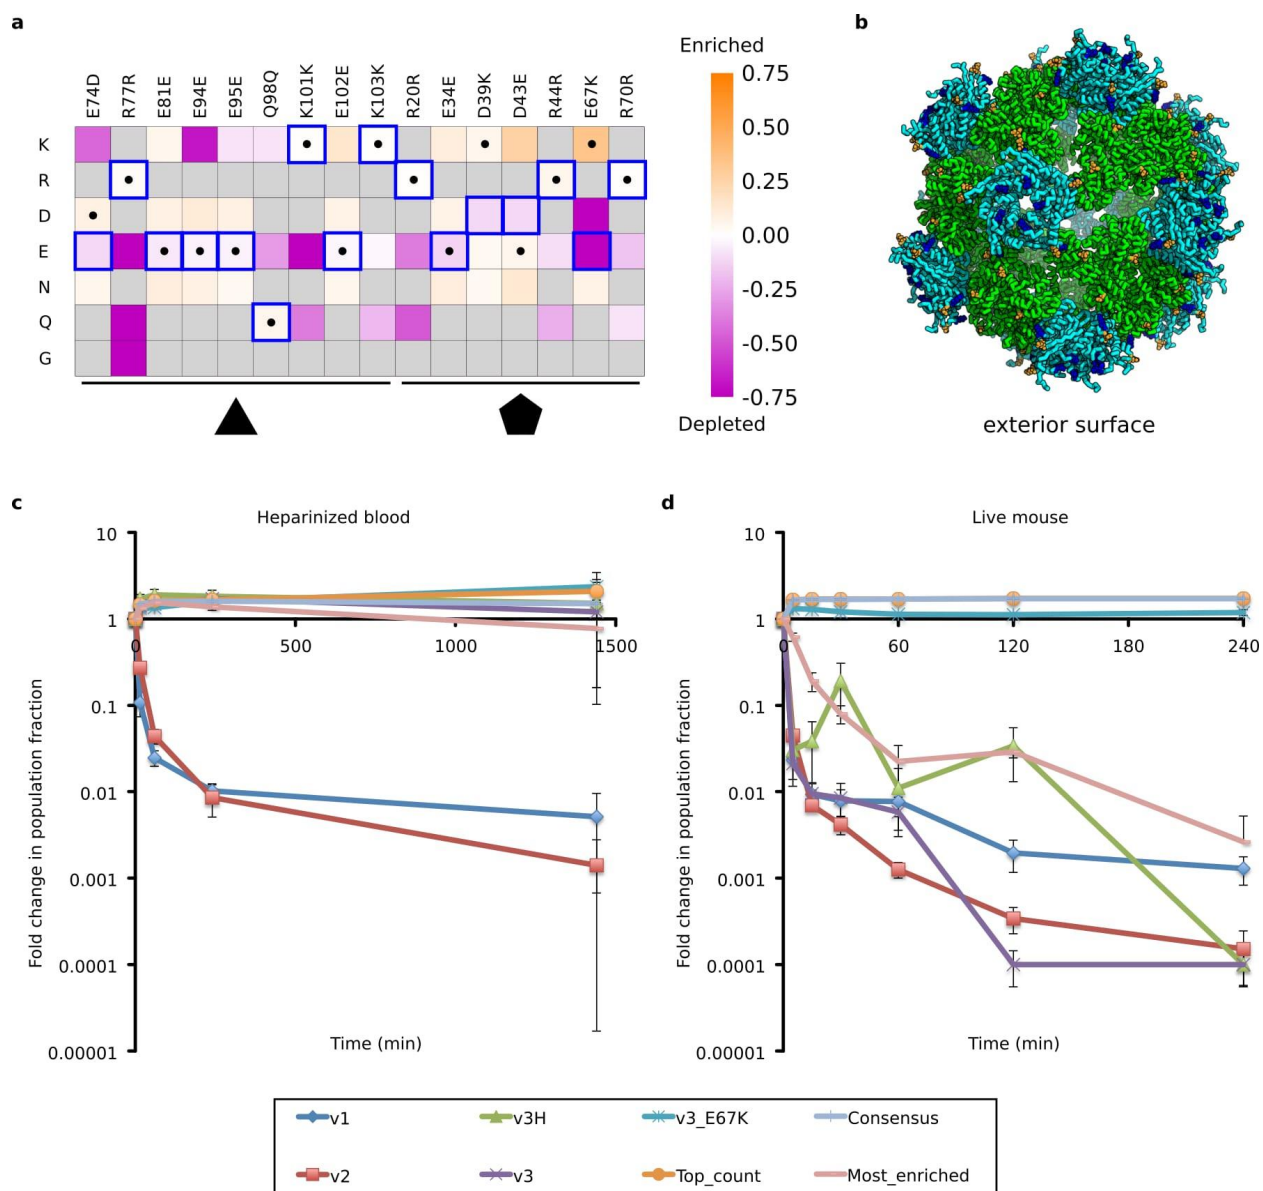 a
b
Enriched
E74D R77R E81E E94E E95E Q98Q K101K E102E K103K R20R E34E D39K D43E R44R E67K R70R
K
R
D
E
N
Q
G
0.75
0.50
0.25
0.00
-0.25
-0.50
-0.75
Depleted
exterior surface
c
Heparinized blood
10
1
0.1
0.01
0.001
0.0001
0.00001
0 500 1000 1500
Fold change in population fraction
Time (min)
d
Live mouse
10
1
0.1
0.01
0.001
0.0001
0.00001
0 60 120 180 240
Fold change in population fraction
Time (min)
v1 v3H v3_E67K Consensus
v2 v3 Top_count Most_enriched